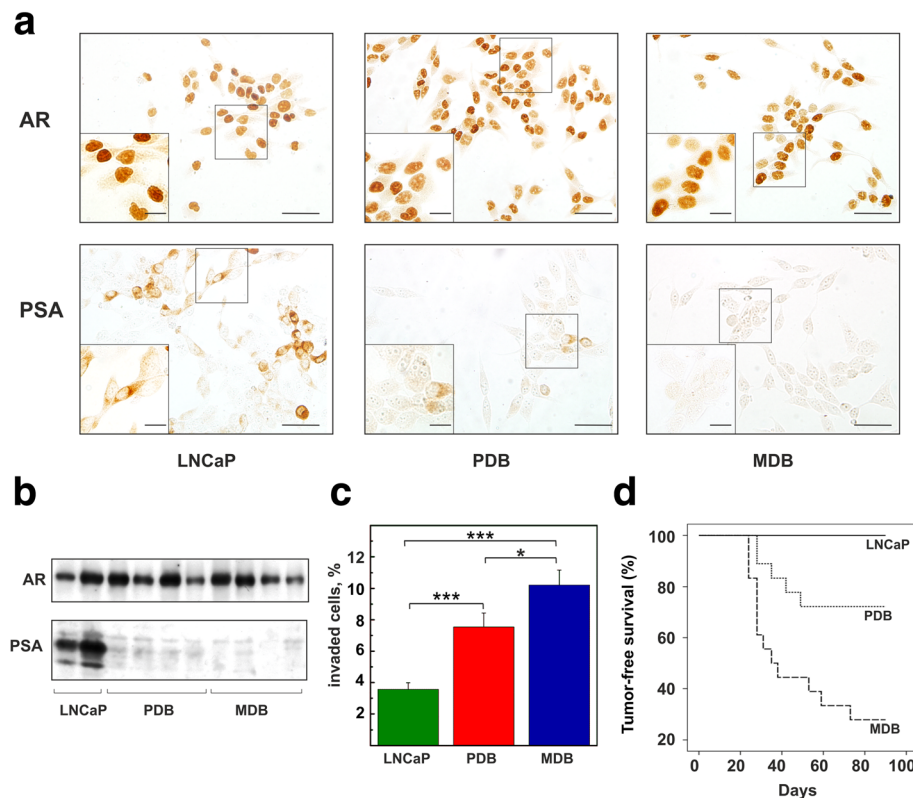 a
AR
PSA
LNCaP PDB MDB
b
AR
PSA
LNCaP PDB MDB
c
invaded cells, %
12
10
8
6
4
2
***
*
***
LNCaP PDB MDB
d
Tumor-free survival (%)
100
80
60
40
20
LNCaP
PDB
MDB
0 20 40 60 80 100
Days